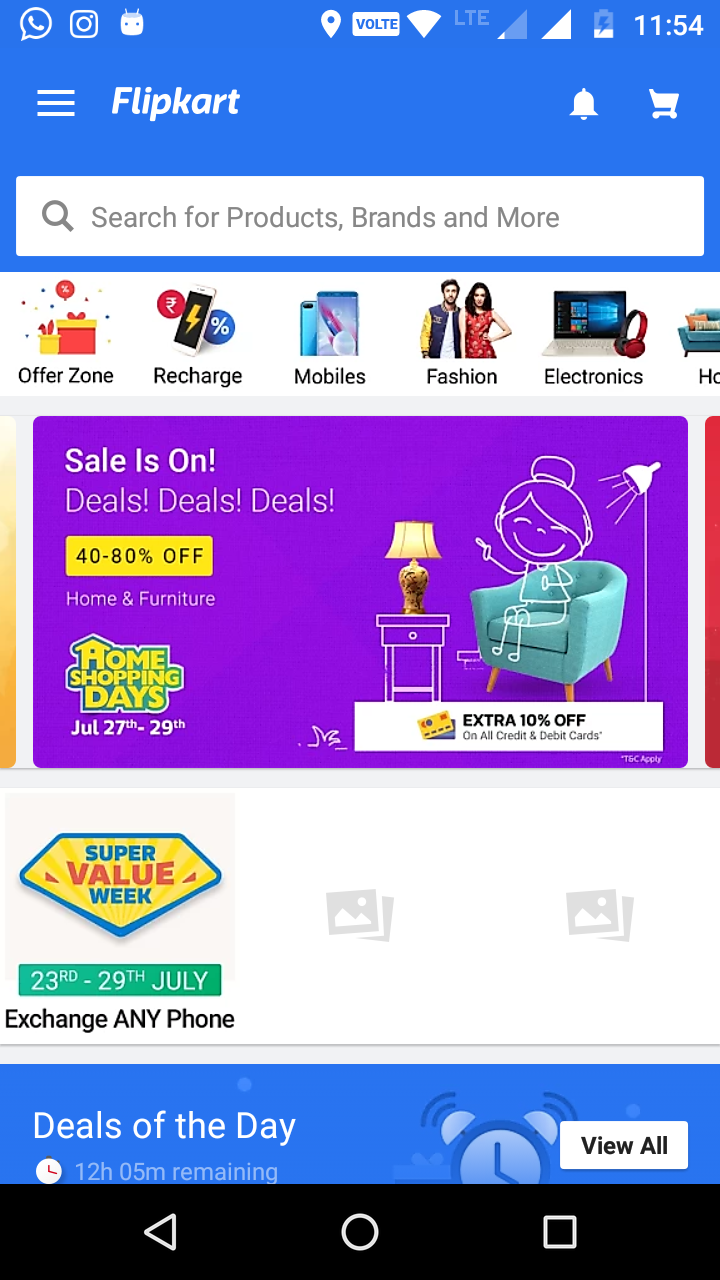 VOLTE LTE 11:54
Flipkart
Search for Products, Brands and More
Offer Zone
Recharge
Mobiles
Fashion
Electronics
Ho
Sale Is On!
Deals! Deals! Deals!
40-80% OFF
Home & Furniture
HOME
SHOPPING
DAYS
Jul 27th- 29th
EXTRA 10% OFF
On All Credit & Debit Cards*
*T&C Apply
SUPER
VALUE
WEEK
23RD - 29TH JULY
Exchange ANY Phone
Deals of the Day
12h 05m remaining
View All